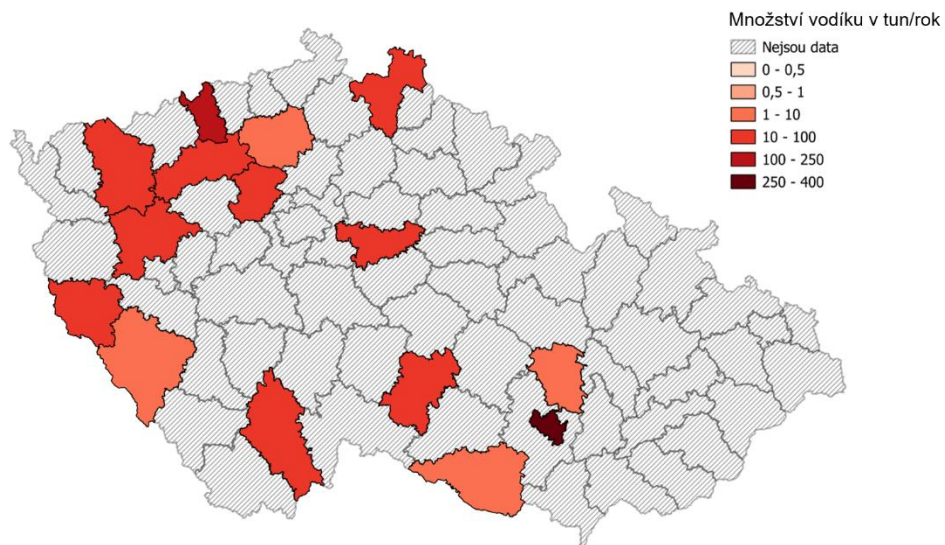 Množství vodíku v tun/rok
Nejsou data
0 - 0,5
0,5 - 1
1 - 10
10 - 100
100 - 250
250 - 400